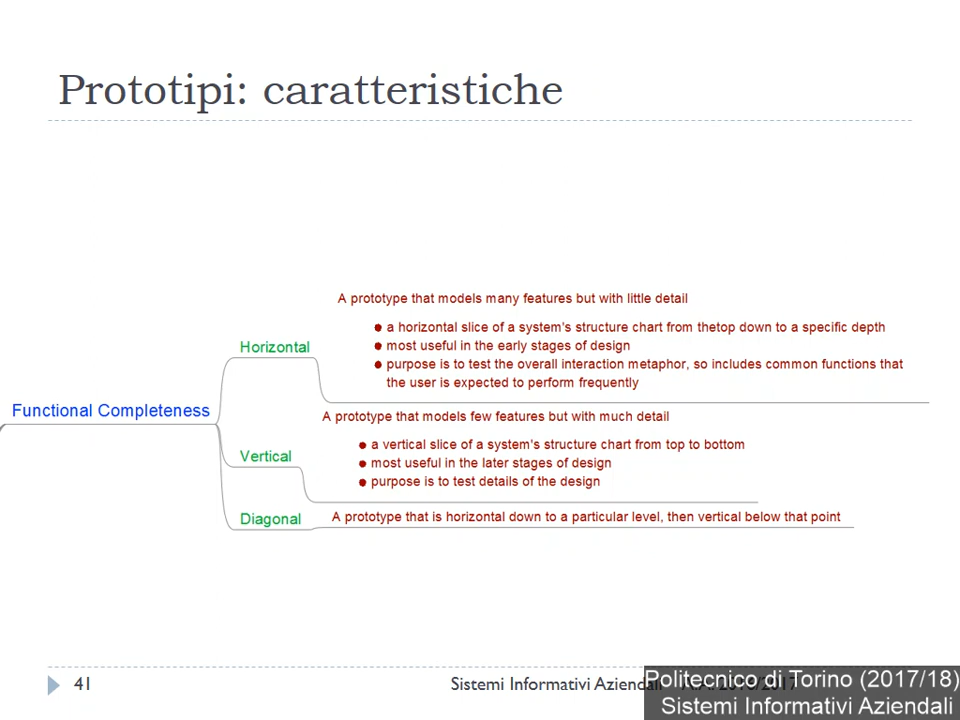 Prototipi: caratteristiche
A prototype that models many features but with little detail
a horizontal slice of a system's structure chart from thetop down to a specific depth
most useful in the early stages of design
purpose is to test the overall interaction metaphor, so includes common functions that
the user is expected to perform frequently
Horizontal
A prototype that models few features but with much detail
a vertical slice of a system's structure chart from top to bottom
most useful in the later stages of design
purpose is to test details of the design
Functional Completeness
Vertical
Diagonal
A prototype that is horizontal down to a particular level, then vertical below that point
41
Sistemi Informativi Aziendali
Politecnico di Torino (2017/18)
Sistemi Informativi Aziendali